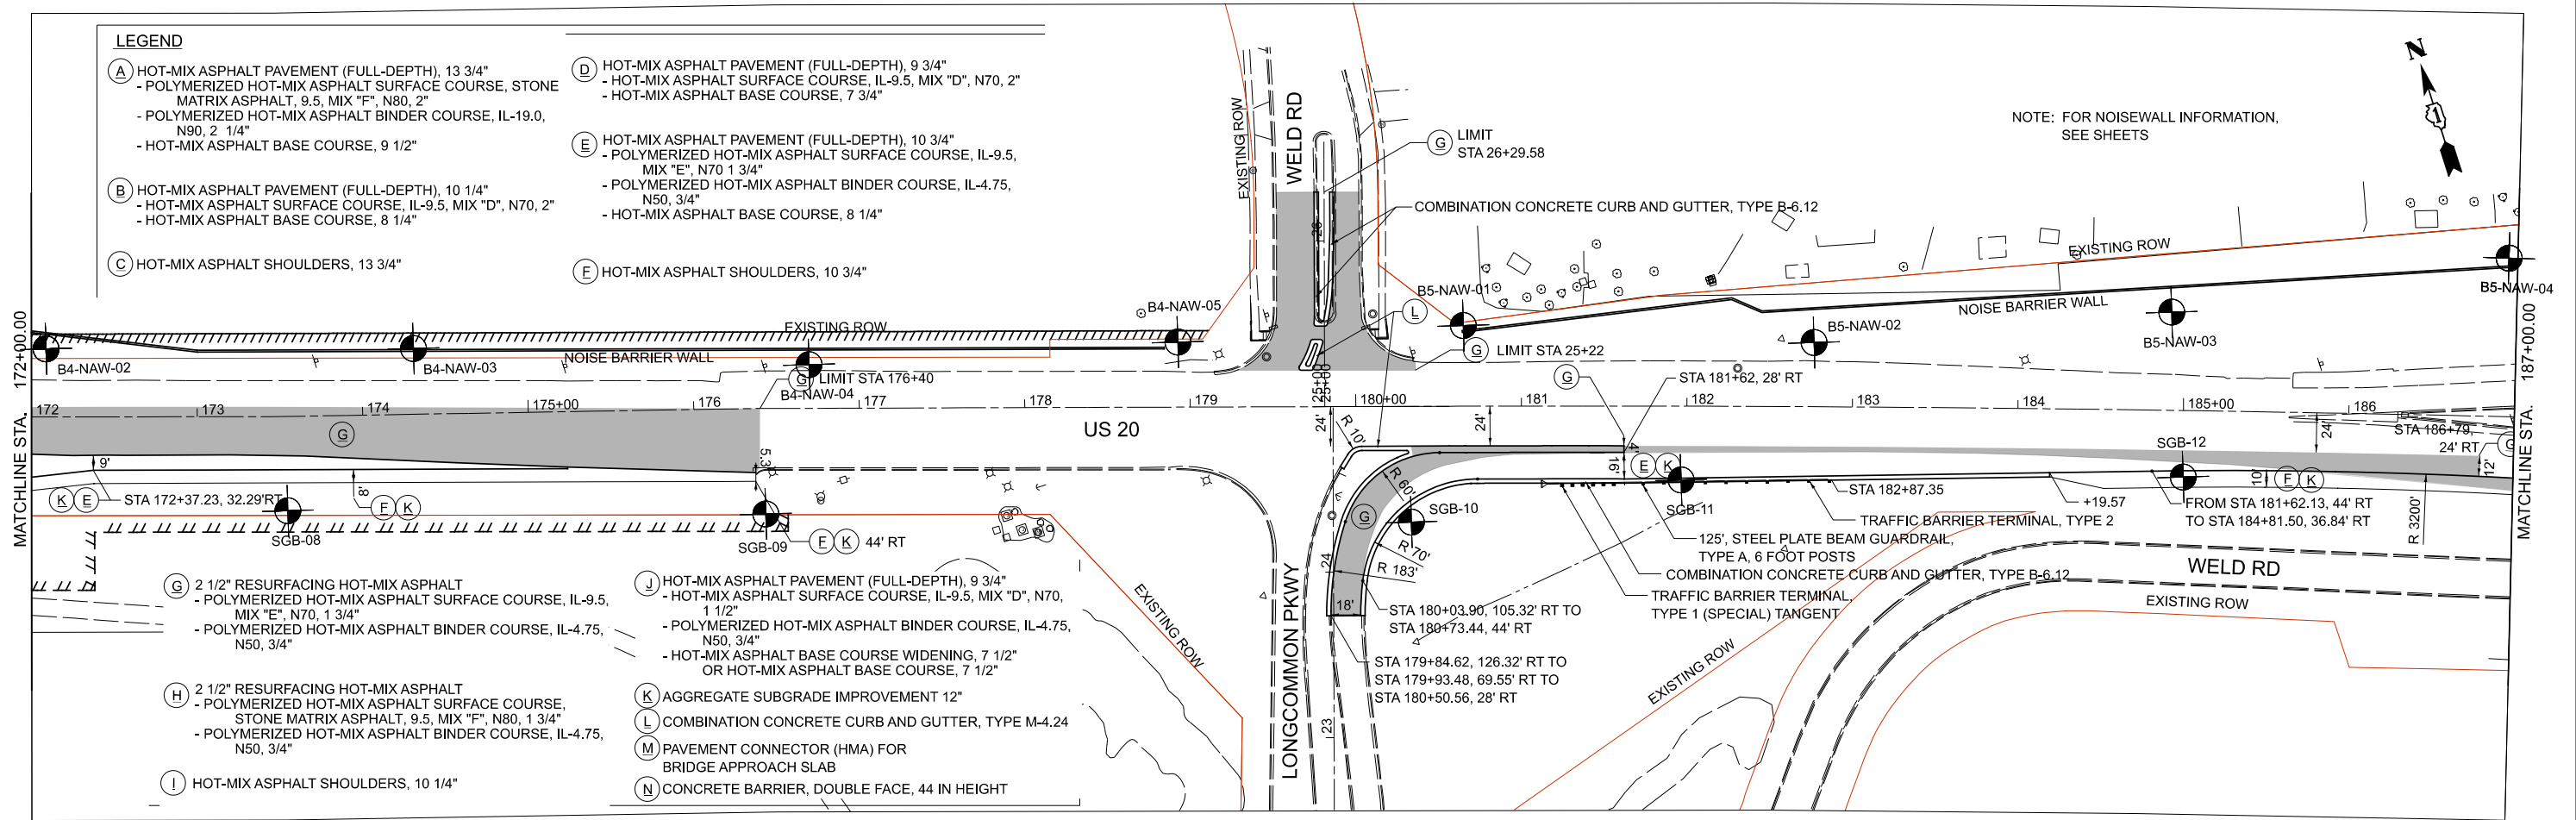 LEGEND
A HOT-MIX ASPHALT PAVEMENT (FULL-DEPTH), 13 3/4"
- POLYMERIZED HOT-MIX ASPHALT SURFACE COURSE, STONE
MATRIX ASPHALT, 9.5, MIX "F", N80, 2"
- POLYMERIZED HOT-MIX ASPHALT BINDER COURSE, IL-19.0,
N90, 2 1/4"
- HOT-MIX ASPHALT BASE COURSE, 9 1/2"
B HOT-MIX ASPHALT PAVEMENT (FULL-DEPTH), 10 1/4"
- HOT-MIX ASPHALT SURFACE COURSE, IL-9.5, MIX "D", N70, 2"
- HOT-MIX ASPHALT BASE COURSE, 8 1/4"
C HOT-MIX ASPHALT SHOULDERS, 13 3/4"
D HOT-MIX ASPHALT PAVEMENT (FULL-DEPTH), 9 3/4"
- HOT-MIX ASPHALT SURFACE COURSE, IL-9.5, MIX "D", N70, 2"
- HOT-MIX ASPHALT BASE COURSE, 7 3/4"
E HOT-MIX ASPHALT PAVEMENT (FULL-DEPTH), 10 3/4"
- POLYMERIZED HOT-MIX ASPHALT SURFACE COURSE, IL-9.5,
MIX "E", N70 1 3/4"
- POLYMERIZED HOT-MIX ASPHALT BINDER COURSE, IL-4.75,
N50, 3/4"
- HOT-MIX ASPHALT BASE COURSE, 8 1/4"
F HOT-MIX ASPHALT SHOULDERS, 10 3/4"
EXISTING ROW
WELD RD
26
G LIMIT
STA 26+29.58
COMBINATION CONCRETE CURB AND GUTTER, TYPE B-6.12
L
NOTE: FOR NOISEWALL INFORMATION,
SEE SHEETS
N
1
MATCHLINE STA. 172+00.00
B4-NAW-02
B4-NAW-03
EXISTING ROW
NOISE BARRIER WALL
B4-NAW-04
B4-NAW-05
G LIMIT STA 176+40
B5-NAW-01
G LIMIT STA 25+22
B5-NAW-02
NOISE BARRIER WALL
EXISTING ROW
B5-NAW-03
B5-NAW-04
MATCHLINE STA. 187+00.00
172
173
174
175+00
176
177
178
179
25+00
25+00
180+00
181
182
183
184
185+00
186
G
US 20
24'
24'
24'
R 10'
G
STA 181+62, 28' RT
4'
16'
E K
SGB-11
SGB-12
STA 186+79,
24' RT
G
12'
10'
F K
9'
K E STA 172+37.23, 32.29'RT
8'
F K
5.3'
SGB-08
SGB-09
F K 44' RT
R 60'
SGB-10
G
R 70'
R 183'
24
18'
23
STA 182+87.35
+19.57
FROM STA 181+62.13, 44' RT
TO STA 184+81.50, 36.84' RT
R 3200'
TRAFFIC BARRIER TERMINAL, TYPE 2
125', STEEL PLATE BEAM GUARDRAIL,
TYPE A, 6 FOOT POSTS
COMBINATION CONCRETE CURB AND GUTTER, TYPE B-6.12
TRAFFIC BARRIER TERMINAL,
TYPE 1 (SPECIAL) TANGENT
STA 180+03.90, 105.32' RT TO
STA 180+73.44, 44' RT
STA 179+84.62, 126.32' RT TO
STA 179+93.48, 69.55' RT TO
STA 180+50.56, 28' RT
LONGCOMMON PKWY
EXISTING ROW
EXISTING ROW
WELD RD
EXISTING ROW
G 2 1/2" RESURFACING HOT-MIX ASPHALT
- POLYMERIZED HOT-MIX ASPHALT SURFACE COURSE, IL-9.5,
MIX "E", N70, 1 3/4"
- POLYMERIZED HOT-MIX ASPHALT BINDER COURSE, IL-4.75,
N50, 3/4"
H 2 1/2" RESURFACING HOT-MIX ASPHALT
- POLYMERIZED HOT-MIX ASPHALT SURFACE COURSE,
STONE MATRIX ASPHALT, 9.5, MIX "F", N80, 1 3/4"
- POLYMERIZED HOT-MIX ASPHALT BINDER COURSE, IL-4.75,
N50, 3/4"
I HOT-MIX ASPHALT SHOULDERS, 10 1/4"
J HOT-MIX ASPHALT PAVEMENT (FULL-DEPTH), 9 3/4"
- HOT-MIX ASPHALT SURFACE COURSE, IL-9.5, MIX "D", N70,
1 1/2"
- POLYMERIZED HOT-MIX ASPHALT BINDER COURSE, IL-4.75,
N50, 3/4"
- HOT-MIX ASPHALT BASE COURSE WIDENING, 7 1/2"
OR HOT-MIX ASPHALT BASE COURSE, 7 1/2"
K AGGREGATE SUBGRADE IMPROVEMENT 12"
L COMBINATION CONCRETE CURB AND GUTTER, TYPE M-4.24
M PAVEMENT CONNECTOR (HMA) FOR
BRIDGE APPROACH SLAB
N CONCRETE BARRIER, DOUBLE FACE, 44 IN HEIGHT